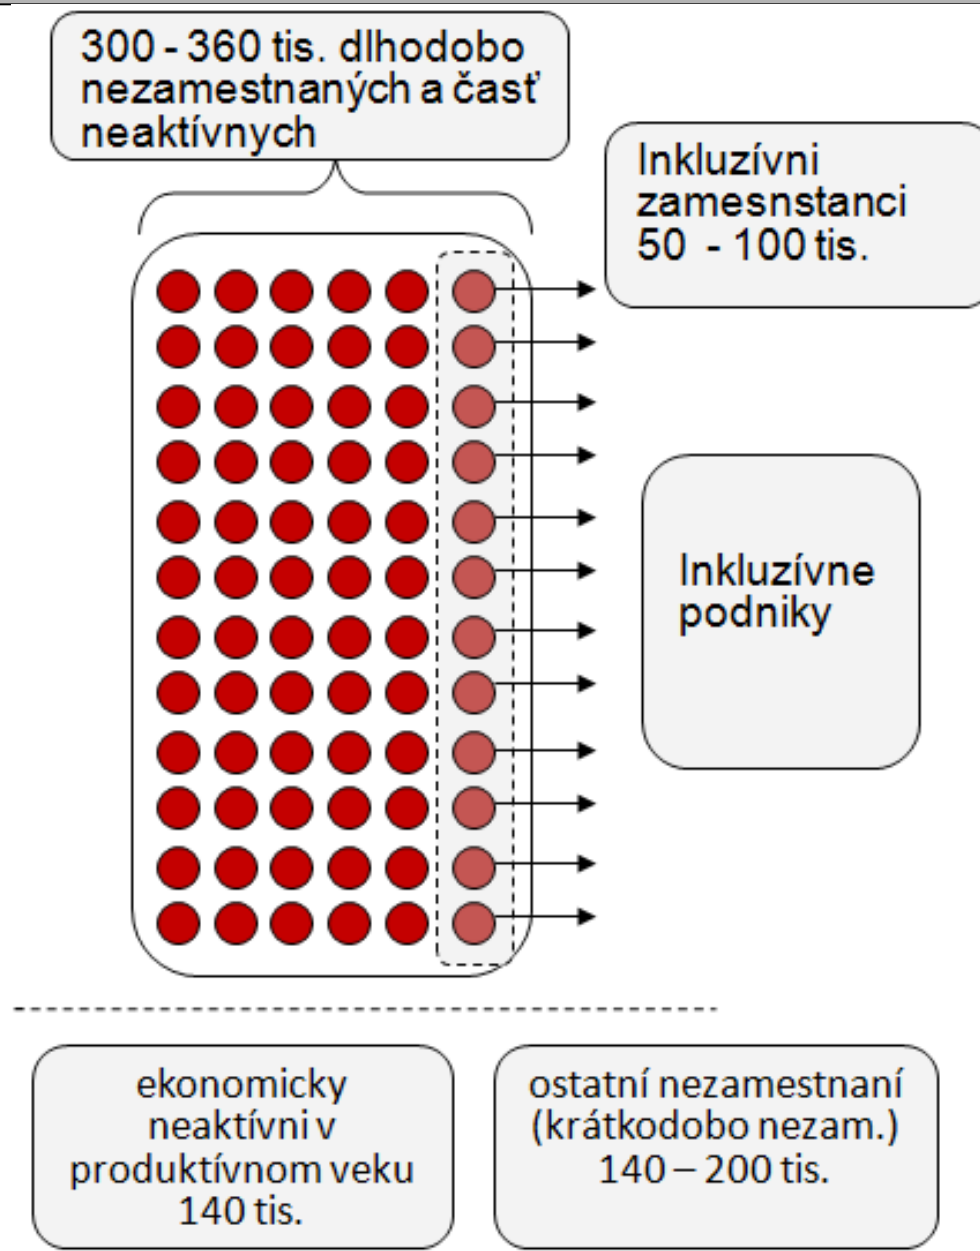 300 - 360 tis. dlhodobo
nezamestnaných a časť
neaktívnych
Inkluzívni
zamesnstanci
50 - 100 tis.
Inkluzívne
podniky
ekonomicky
neaktívni v
produktívnom veku
140 tis.
ostatní nezamestnaní
(krátkodobo nezam.)
140 – 200 tis.